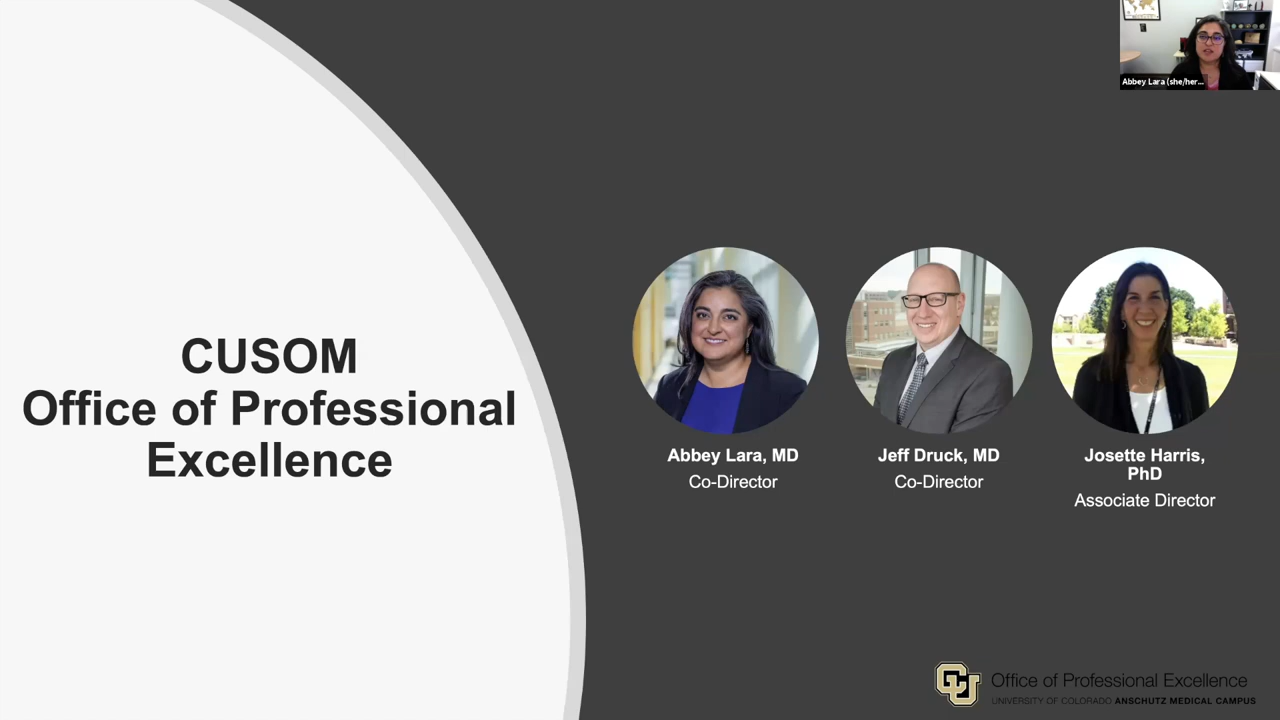 Abbey Lara (she/her...
CUSOM
Office of Professional
Excellence
Abbey Lara, MD
Co-Director
Jeff Druck, MD
Co-Director
Josette Harris,
PhD
Associate Director
CU
Office of Professional Excellence
UNIVERSITY OF COLORADO ANSCHUTZ MEDICAL CAMPUS